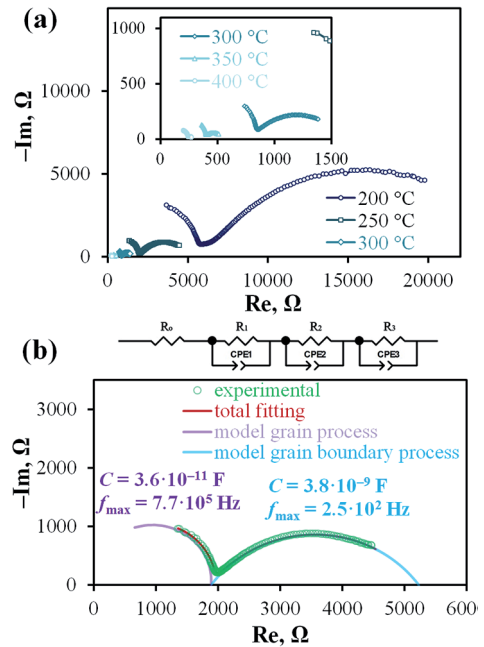 (a)
−Im, Ω
10000
5000
0
0
5000
10000
15000
20000
Re, Ω
1000
500
0
0
500
1000
1500
300 °C
350 °C
400 °C
200 °C
250 °C
300 °C
(b)
Rₒ
R₁
R₂
R₃
CPE1
CPE2
CPE3
experimental
total fitting
model grain process
model grain boundary process
C = 3.6·10⁻¹¹ F
fmax = 7.7·10⁵ Hz
C = 3.8·10⁻⁹ F
fmax = 2.5·10² Hz
−Im, Ω
3000
2000
1000
0
0
1000
2000
3000
4000
5000
600
Re, Ω